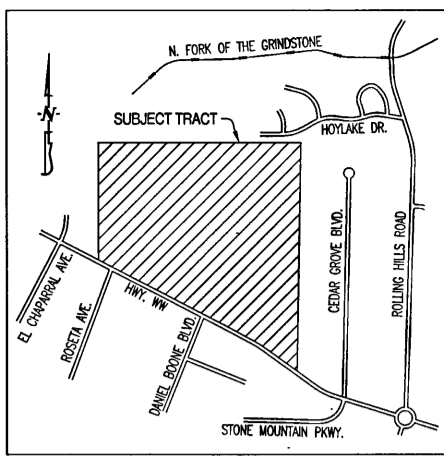 N. FORK OF THE GRINDSTONE
-N-
SUBJECT TRACT
HOYLAKE DR.
CEDAR GROVE BLVD.
ROLLING HILLS ROAD
EL CHAPARRAL AVE.
HWY. WW
ROSETA AVE.
DANIEL BOONE BLVD.
STONE MOUNTAIN PKWY.